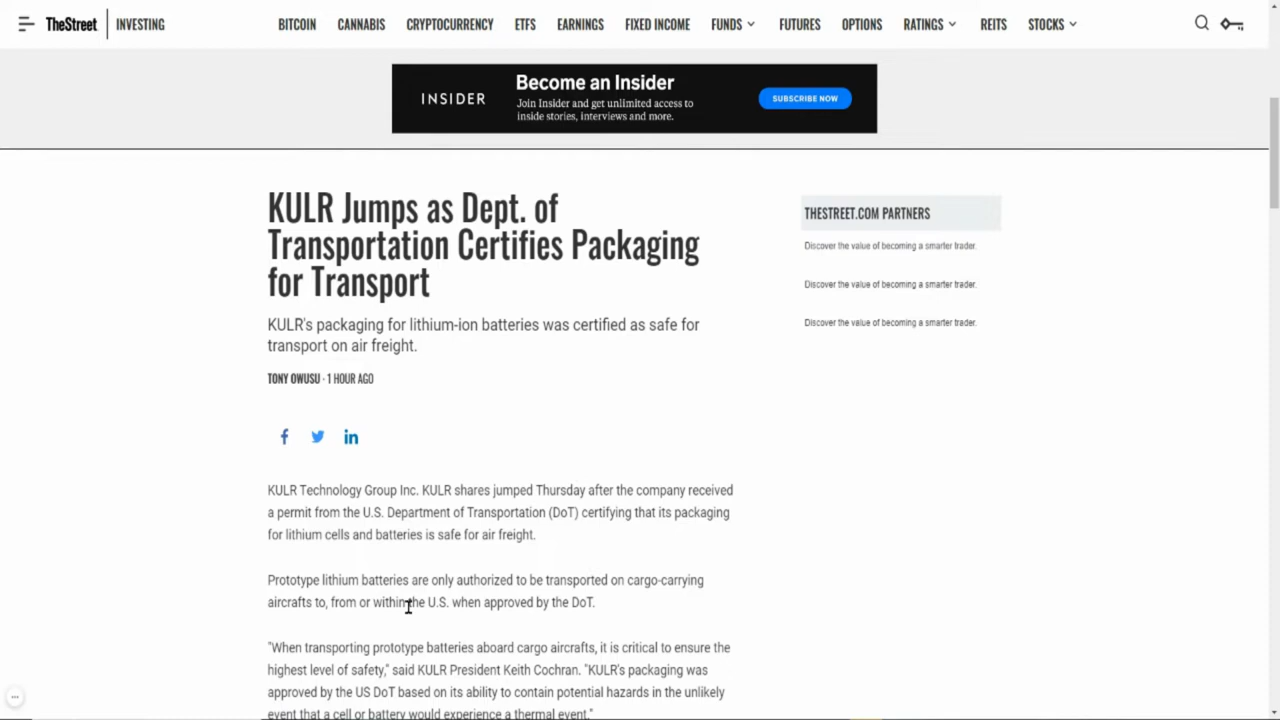 TheStreet INVESTING BITCOIN CANNABIS CRYPTOCURRENCY ETFS EARNINGS FIXED INCOME FUNDS FUTURES OPTIONS RATINGS REITS STOCKS
INSIDER
Become an Insider
Join Insider and get unlimited access to
inside stories, interviews and more.
SUBSCRIBE NOW
KULR Jumps as Dept. of
Transportation Certifies Packaging
for Transport
KULR's packaging for lithium-ion batteries was certified as safe for
transport on air freight.
TONY OWUSU · 1 HOUR AGO
KULR Technology Group Inc. KULR shares jumped Thursday after the company received
a permit from the U.S. Department of Transportation (DoT) certifying that its packaging
for lithium cells and batteries is safe for air freight.
Prototype lithium batteries are only authorized to be transported on cargo-carrying
aircrafts to, from or within the U.S. when approved by the DoT.
"When transporting prototype batteries aboard cargo aircrafts, it is critical to ensure the
highest level of safety," said KULR President Keith Cochran. "KULR's packaging was
approved by the US DoT based on its ability to contain potential hazards in the unlikely
event that a cell or battery would experience a thermal event."
THESTREET.COM PARTNERS
Discover the value of becoming a smarter trader.
Discover the value of becoming a smarter trader.
Discover the value of becoming a smarter trader.